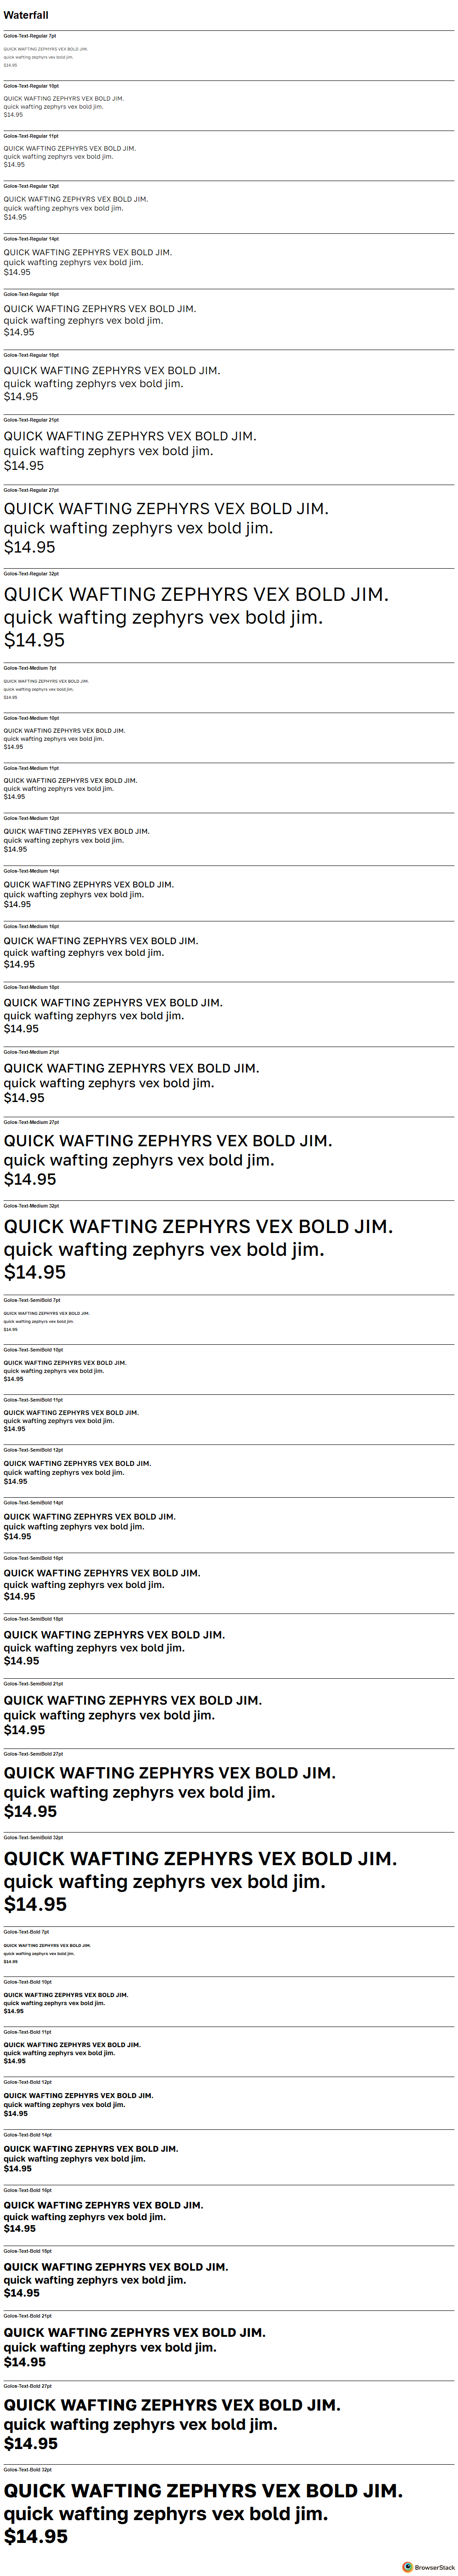 Waterfall
Golos-Text-Regular 7pt
QUICK WAFTING ZEPHYRS VEX BOLD JIM.
quick wafting zephyrs vex bold jim.
$14.95
Golos-Text-Regular 10pt
QUICK WAFTING ZEPHYRS VEX BOLD JIM.
quick wafting zephyrs vex bold jim.
$14.95
Golos-Text-Regular 11pt
QUICK WAFTING ZEPHYRS VEX BOLD JIM.
quick wafting zephyrs vex bold jim.
$14.95
Golos-Text-Regular 12pt
QUICK WAFTING ZEPHYRS VEX BOLD JIM.
quick wafting zephyrs vex bold jim.
$14.95
Golos-Text-Regular 14pt
QUICK WAFTING ZEPHYRS VEX BOLD JIM.
quick wafting zephyrs vex bold jim.
$14.95
Golos-Text-Regular 16pt
QUICK WAFTING ZEPHYRS VEX BOLD JIM.
quick wafting zephyrs vex bold jim.
$14.95
Golos-Text-Regular 18pt
QUICK WAFTING ZEPHYRS VEX BOLD JIM.
quick wafting zephyrs vex bold jim.
$14.95
Golos-Text-Regular 21pt
QUICK WAFTING ZEPHYRS VEX BOLD JIM.
quick wafting zephyrs vex bold jim.
$14.95
Golos-Text-Regular 27pt
QUICK WAFTING ZEPHYRS VEX BOLD JIM.
quick wafting zephyrs vex bold jim.
$14.95
Golos-Text-Regular 32pt
QUICK WAFTING ZEPHYRS VEX BOLD JIM.
quick wafting zephyrs vex bold jim.
$14.95
Golos-Text-Medium 7pt
QUICK WAFTING ZEPHYRS VEX BOLD JIM.
quick wafting zephyrs vex bold jim.
$14.95
Golos-Text-Medium 10pt
QUICK WAFTING ZEPHYRS VEX BOLD JIM.
quick wafting zephyrs vex bold jim.
$14.95
Golos-Text-Medium 11pt
QUICK WAFTING ZEPHYRS VEX BOLD JIM.
quick wafting zephyrs vex bold jim.
$14.95
Golos-Text-Medium 12pt
QUICK WAFTING ZEPHYRS VEX BOLD JIM.
quick wafting zephyrs vex bold jim.
$14.95
Golos-Text-Medium 14pt
QUICK WAFTING ZEPHYRS VEX BOLD JIM.
quick wafting zephyrs vex bold jim.
$14.95
Golos-Text-Medium 16pt
QUICK WAFTING ZEPHYRS VEX BOLD JIM.
quick wafting zephyrs vex bold jim.
$14.95
Golos-Text-Medium 18pt
QUICK WAFTING ZEPHYRS VEX BOLD JIM.
quick wafting zephyrs vex bold jim.
$14.95
Golos-Text-Medium 21pt
QUICK WAFTING ZEPHYRS VEX BOLD JIM.
quick wafting zephyrs vex bold jim.
$14.95
Golos-Text-Medium 27pt
QUICK WAFTING ZEPHYRS VEX BOLD JIM.
quick wafting zephyrs vex bold jim.
$14.95
Golos-Text-Medium 32pt
QUICK WAFTING ZEPHYRS VEX BOLD JIM.
quick wafting zephyrs vex bold jim.
$14.95
Golos-Text-SemiBold 7pt
QUICK WAFTING ZEPHYRS VEX BOLD JIM.
quick wafting zephyrs vex bold jim.
$14.95
Golos-Text-SemiBold 10pt
QUICK WAFTING ZEPHYRS VEX BOLD JIM.
quick wafting zephyrs vex bold jim.
$14.95
Golos-Text-SemiBold 11pt
QUICK WAFTING ZEPHYRS VEX BOLD JIM.
quick wafting zephyrs vex bold jim.
$14.95
Golos-Text-SemiBold 12pt
QUICK WAFTING ZEPHYRS VEX BOLD JIM.
quick wafting zephyrs vex bold jim.
$14.95
Golos-Text-SemiBold 14pt
QUICK WAFTING ZEPHYRS VEX BOLD JIM.
quick wafting zephyrs vex bold jim.
$14.95
Golos-Text-SemiBold 16pt
QUICK WAFTING ZEPHYRS VEX BOLD JIM.
quick wafting zephyrs vex bold jim.
$14.95
Golos-Text-SemiBold 18pt
QUICK WAFTING ZEPHYRS VEX BOLD JIM.
quick wafting zephyrs vex bold jim.
$14.95
Golos-Text-SemiBold 21pt
QUICK WAFTING ZEPHYRS VEX BOLD JIM.
quick wafting zephyrs vex bold jim.
$14.95
Golos-Text-SemiBold 27pt
QUICK WAFTING ZEPHYRS VEX BOLD JIM.
quick wafting zephyrs vex bold jim.
$14.95
Golos-Text-SemiBold 32pt
QUICK WAFTING ZEPHYRS VEX BOLD JIM.
quick wafting zephyrs vex bold jim.
$14.95
Golos-Text-Bold 7pt
QUICK WAFTING ZEPHYRS VEX BOLD JIM.
quick wafting zephyrs vex bold jim.
$14.95
Golos-Text-Bold 10pt
QUICK WAFTING ZEPHYRS VEX BOLD JIM.
quick wafting zephyrs vex bold jim.
$14.95
Golos-Text-Bold 11pt
QUICK WAFTING ZEPHYRS VEX BOLD JIM.
quick wafting zephyrs vex bold jim.
$14.95
Golos-Text-Bold 12pt
QUICK WAFTING ZEPHYRS VEX BOLD JIM.
quick wafting zephyrs vex bold jim.
$14.95
Golos-Text-Bold 14pt
QUICK WAFTING ZEPHYRS VEX BOLD JIM.
quick wafting zephyrs vex bold jim.
$14.95
Golos-Text-Bold 16pt
QUICK WAFTING ZEPHYRS VEX BOLD JIM.
quick wafting zephyrs vex bold jim.
$14.95
Golos-Text-Bold 18pt
QUICK WAFTING ZEPHYRS VEX BOLD JIM.
quick wafting zephyrs vex bold jim.
$14.95
Golos-Text-Bold 21pt
QUICK WAFTING ZEPHYRS VEX BOLD JIM.
quick wafting zephyrs vex bold jim.
$14.95
Golos-Text-Bold 27pt
QUICK WAFTING ZEPHYRS VEX BOLD JIM.
quick wafting zephyrs vex bold jim.
$14.95
Golos-Text-Bold 32pt
QUICK WAFTING ZEPHYRS VEX BOLD JIM.
quick wafting zephyrs vex bold jim.
$14.95
BrowserStack